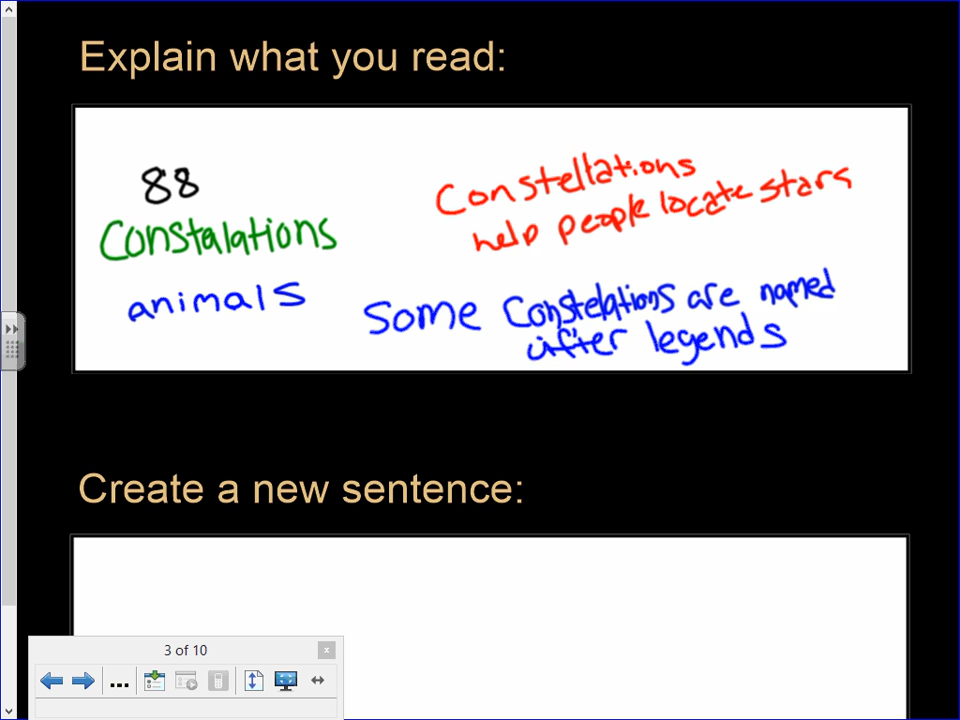 Explain what you read:
88
Constalations
animals
Constellations
help people locate stars
Some Constelations are named
after legends
Create a new sentence:
3 of 10